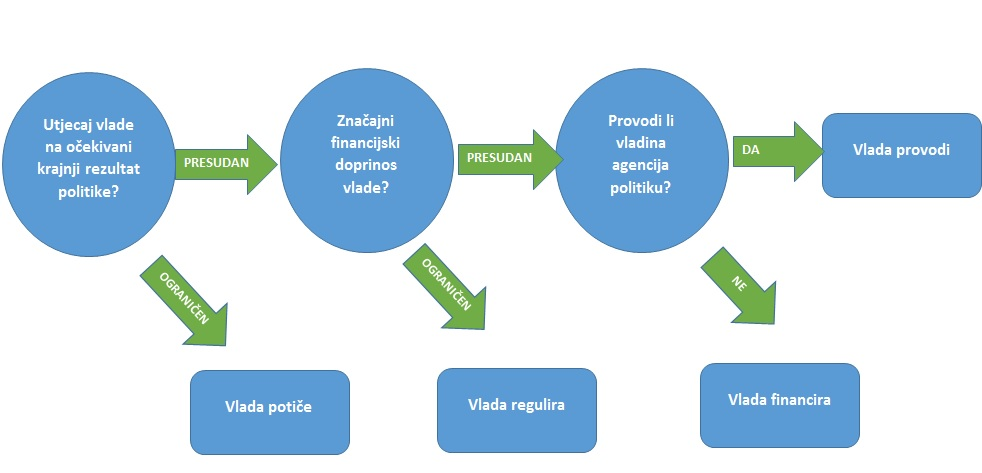 Utjecaj vlade
na očekivani
krajnji rezultat
politike?
PRESUDAN
Značajni
financijski
doprinos
vlade?
PRESUDAN
Provodi li
vladina
agencija
politiku?
DA
Vlada provodi
OGRANIČEN
OGRANIČEN
NE
Vlada potiče
Vlada regulira
Vlada financira